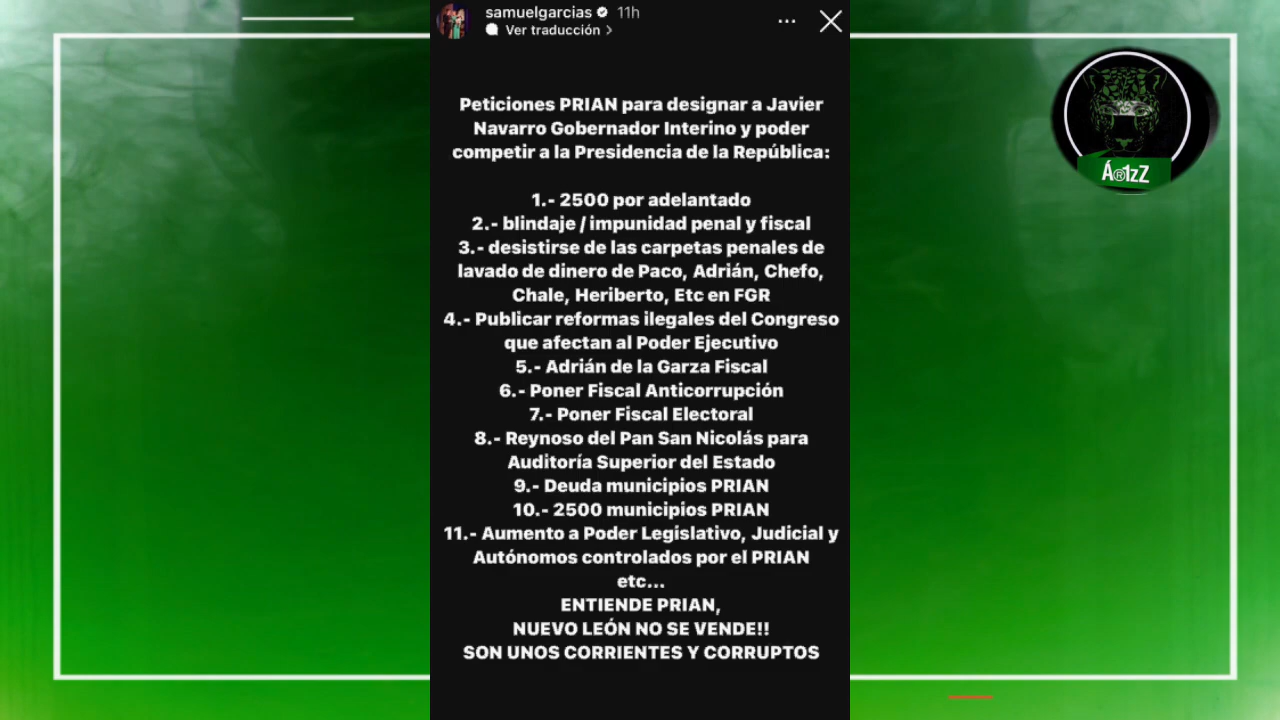 samuelgarcias 11h
Ver traducción >
Peticiones PRIAN para designar a Javier
Navarro Gobernador Interino y poder
competir a la Presidencia de la República:
1.- 2500 por adelantado
2.- blindaje / impunidad penal y fiscal
3.- desistirse de las carpetas penales de
lavado de dinero de Paco, Adrián, Chefo,
Chale, Heriberto, Etc en FGR
4.- Publicar reformas ilegales del Congreso
que afectan al Poder Ejecutivo
5.- Adrián de la Garza Fiscal
6.- Poner Fiscal Anticorrupción
7.- Poner Fiscal Electoral
8.- Reynoso del Pan San Nicolás para
Auditoría Superior del Estado
9.- Deuda municipios PRIAN
10.- 2500 municipios PRIAN
11.- Aumento a Poder Legislativo, Judicial y
Autónomos controlados por el PRIAN
etc...
ENTIENDE PRIAN,
NUEVO LEÓN NO SE VENDE!!
SON UNOS CORRIENTES Y CORRUPTOS
Á®1zZ